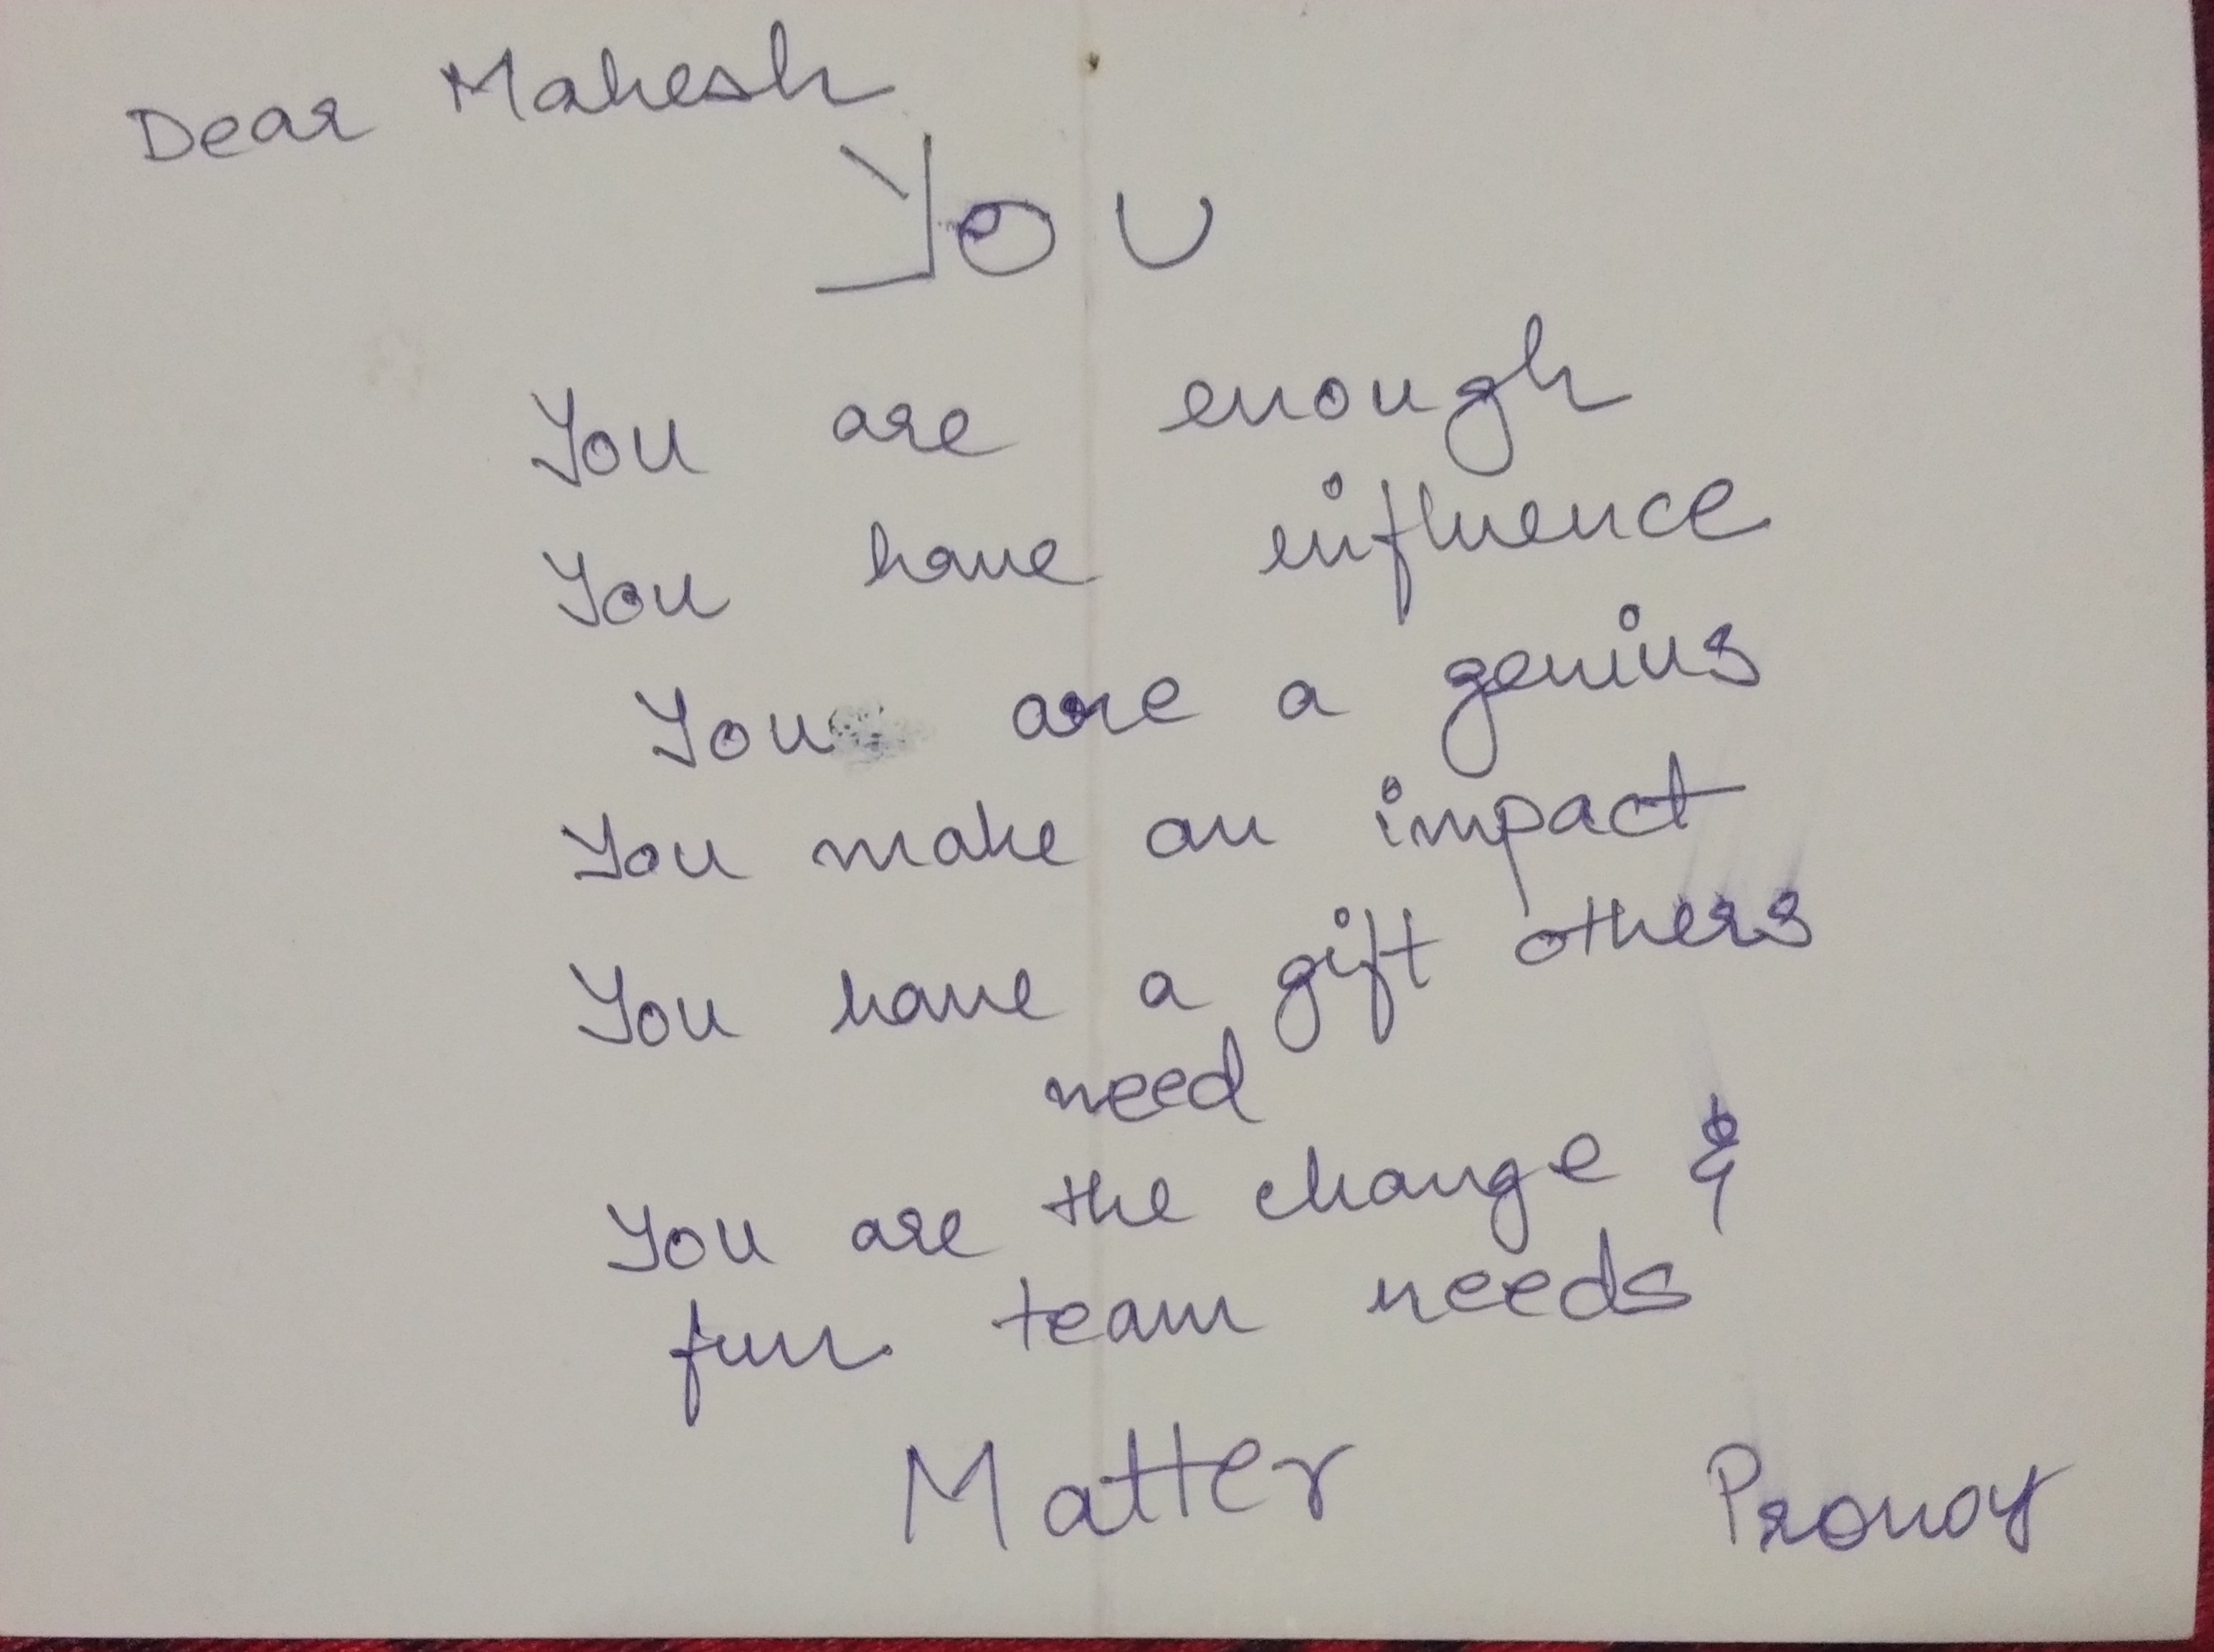 Dear Mahesh
YOU
You are enough
You have influence
You are a genius
You make an impact
You have a gift others
need
You are the change &
fun team needs
Matter
Pronoy